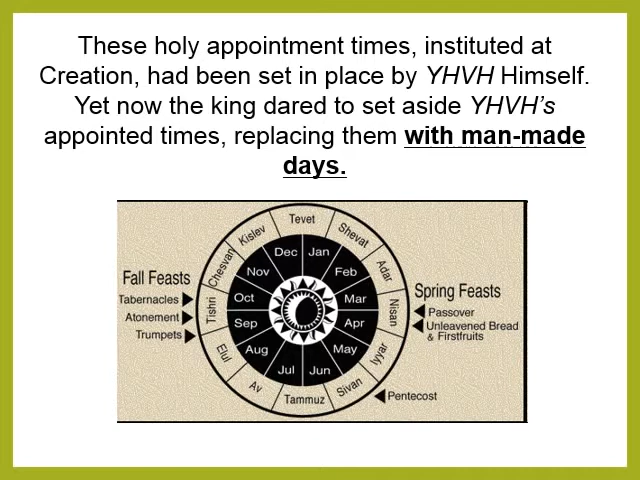 These holy appointment times, instituted at
Creation, had been set in place by YHVH Himself.
Yet now the king dared to set aside YHVH’s
appointed times, replacing them with man-made
days.
Tevet
Shevat
Adar
Nisan
Iyyar
Sivan
Tammuz
Av
Elul
Tishri
Chesvan
Kislev
Jan
Feb
Mar
Apr
May
Jun
Jul
Aug
Sep
Oct
Nov
Dec
Fall Feasts
Tabernacles
Atonement
Trumpets
Spring Feasts
Passover
Unleavened Bread
& Firstfruits
Pentecost